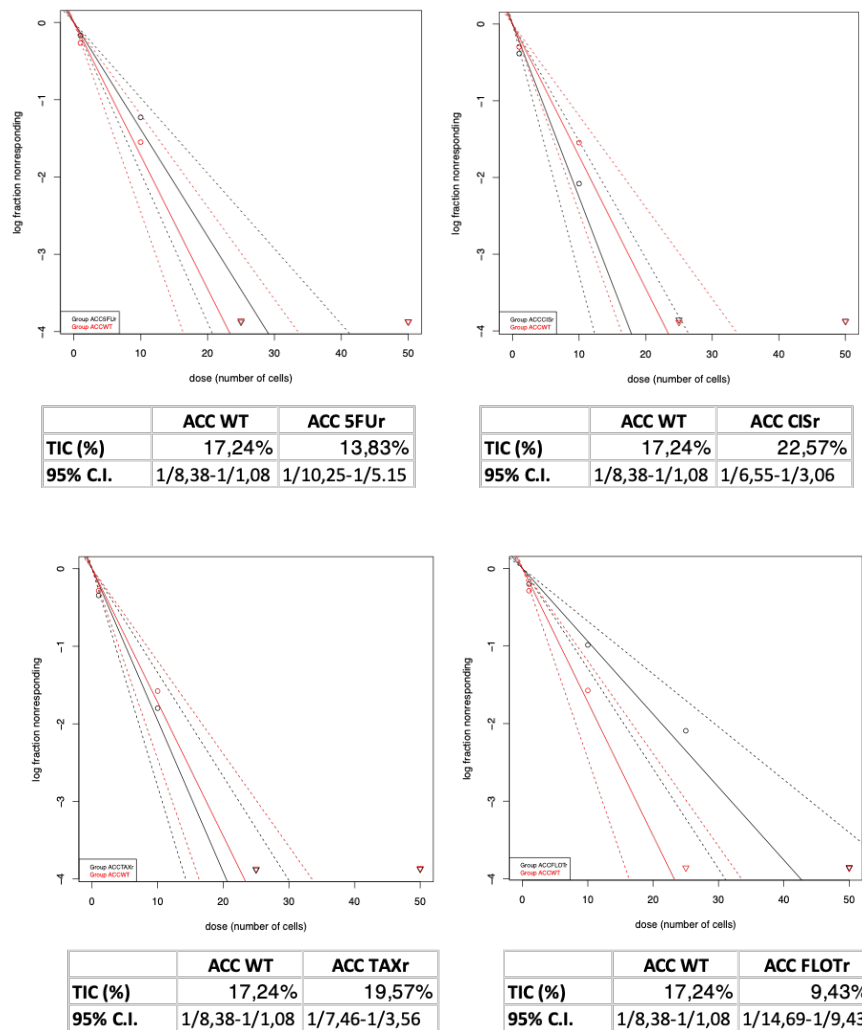 log fraction nonresponding
0
-1
-2
-3
-4
Group ACC5FUr
Group ACCWT
0 10 20 30 40 50
dose (number of cells)
ACC WT ACC 5FUr
TIC (%) 17,24% 13,83%
95% C.I. 1/8,38-1/1,08 1/10,25-1/5.15
log fraction nonresponding
0
-1
-2
-3
-4
Group ACCCISr
Group ACCWT
0 10 20 30 40 50
dose (number of cells)
ACC WT ACC CISr
TIC (%) 17,24% 22,57%
95% C.I. 1/8,38-1/1,08 1/6,55-1/3,06
log fraction nonresponding
0
-1
-2
-3
-4
Group ACCTAXr
Group ACCWT
0 10 20 30 40 50
dose (number of cells)
ACC WT ACC TAXr
TIC (%) 17,24% 19,57%
95% C.I. 1/8,38-1/1,08 1/7,46-1/3,56
log fraction nonresponding
0
-1
-2
-3
-4
Group ACCFLOTr
Group ACCWT
0 10 20 30 40 50
dose (number of cells)
ACC WT ACC FLOTr
TIC (%) 17,24% 9,43%
95% C.I. 1/8,38-1/1,08 1/14,69-1/9,43